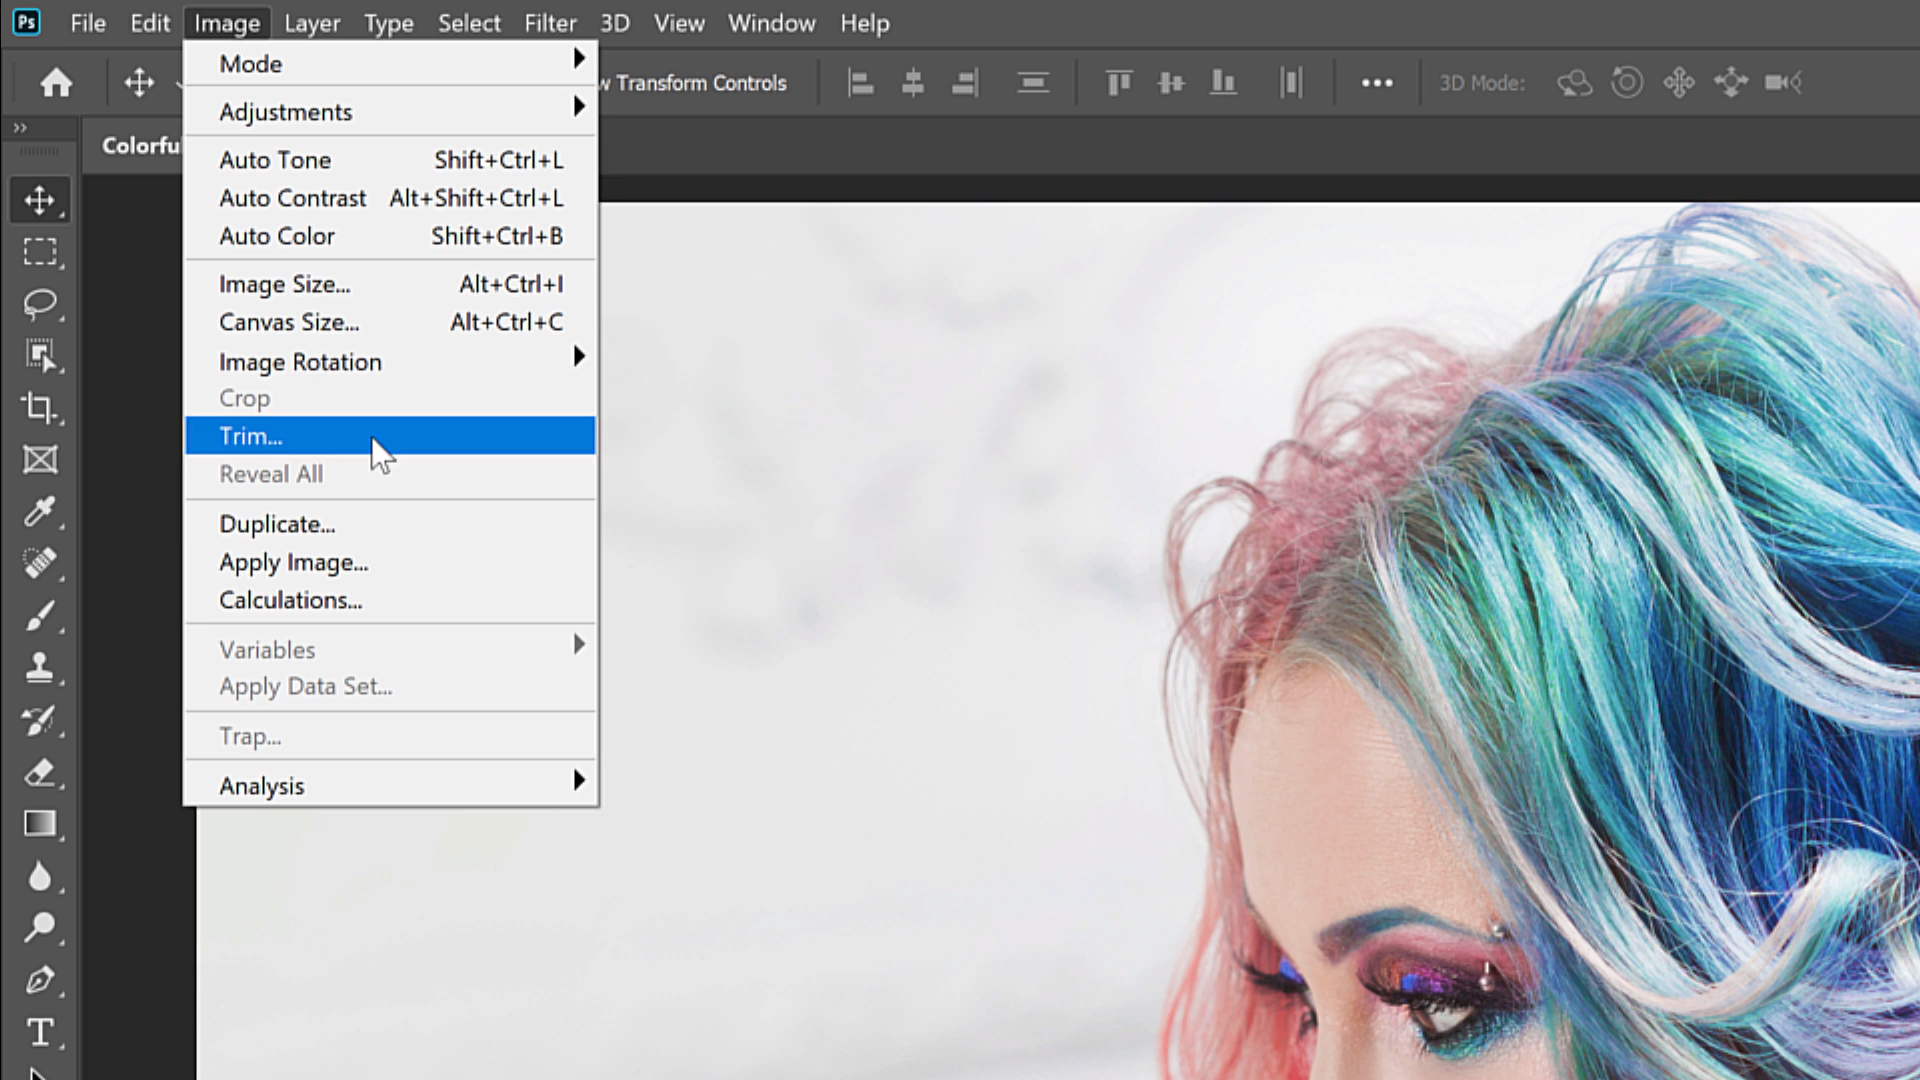 Ps File Edit Image Layer Type Select Filter 3D View Window Help
Transform Controls 3D Mode:
Mode
Adjustments
Auto Tone Shift+Ctrl+L
Auto Contrast Alt+Shift+Ctrl+L
Auto Color Shift+Ctrl+B
Image Size... Alt+Ctrl+I
Canvas Size... Alt+Ctrl+C
Image Rotation
Crop
Trim...
Reveal All
Duplicate...
Apply Image...
Calculations...
Variables
Apply Data Set...
Trap...
Analysis